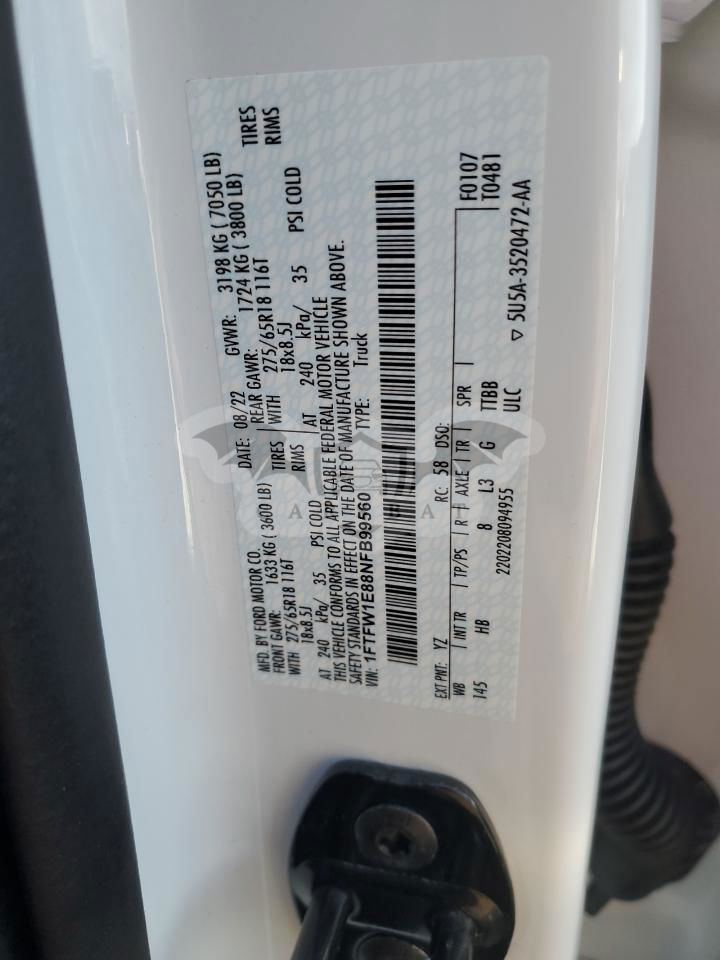 MFD. BY FORD MOTOR CO. DATE: 08/22 GVWR: 3198 KG ( 7050 LB)
FRONT GAWR: 1633 KG ( 3600 LB) REAR GAWR: 1724 KG ( 3800 LB)
WITH 275/65R18 116T TIRES WITH 275/65R18 116T TIRES
18x8.5J RIMS 18x8.5J RIMS
AT 240 kPa/ 35 PSI COLD AT 240 kPa/ 35 PSI COLD
THIS VEHICLE CONFORMS TO ALL APPLICABLE FEDERAL MOTOR VEHICLE
SAFETY STANDARDS IN EFFECT ON THE DATE OF MANUFACTURE SHOWN ABOVE.
VIN: 1FTFW1E88NFB99560 TYPE: Truck
EXT PNT: YZ RC: 58 DSO: F0107
WB INT TR TP/PS R AXLE TR SPR T0481
145 HB 8 L3 G TTBB
2202208094955 ULC ▽ 5U5A-3520472-AA